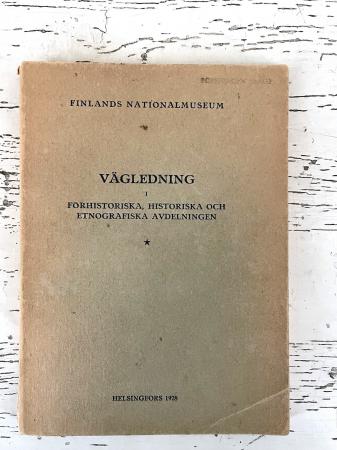 FINLANDS NATIONALMUSEUM
VÄGLEDNING
I
FÖRHISTORISKA, HISTORISKA OCH
ETNOGRAFISKA AVDELNINGEN
HELSINGFORS 1928